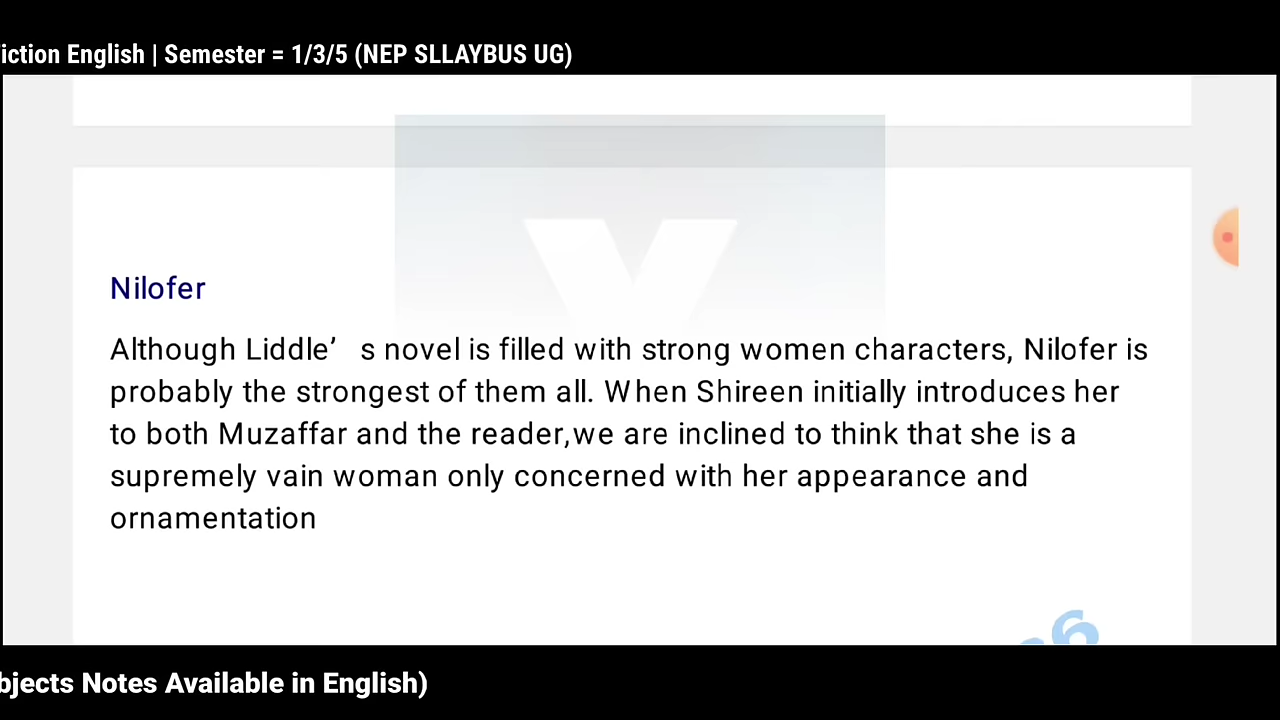 iction English | Semester = 1/3/5 (NEP SLLAYBUS UG)
Nilofer
Although Liddle’ s novel is filled with strong women characters, Nilofer is
probably the strongest of them all. When Shireen initially introduces her
to both Muzaffar and the reader,we are inclined to think that she is a
supremely vain woman only concerned with her appearance and
ornamentation
6
bjects Notes Available in English)